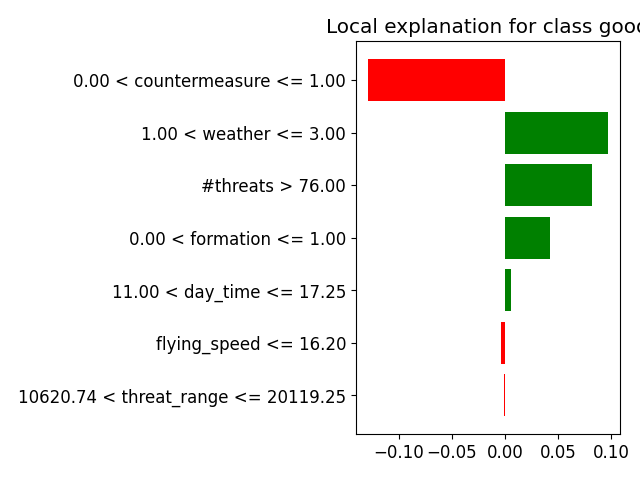 Local explanation for class good
0.00 < countermeasure <= 1.00
1.00 < weather <= 3.00
#threats > 76.00
0.00 < formation <= 1.00
11.00 < day_time <= 17.25
flying_speed <= 16.20
10620.74 < threat_range <= 20119.25
−0.10 −0.05 0.00 0.05 0.10